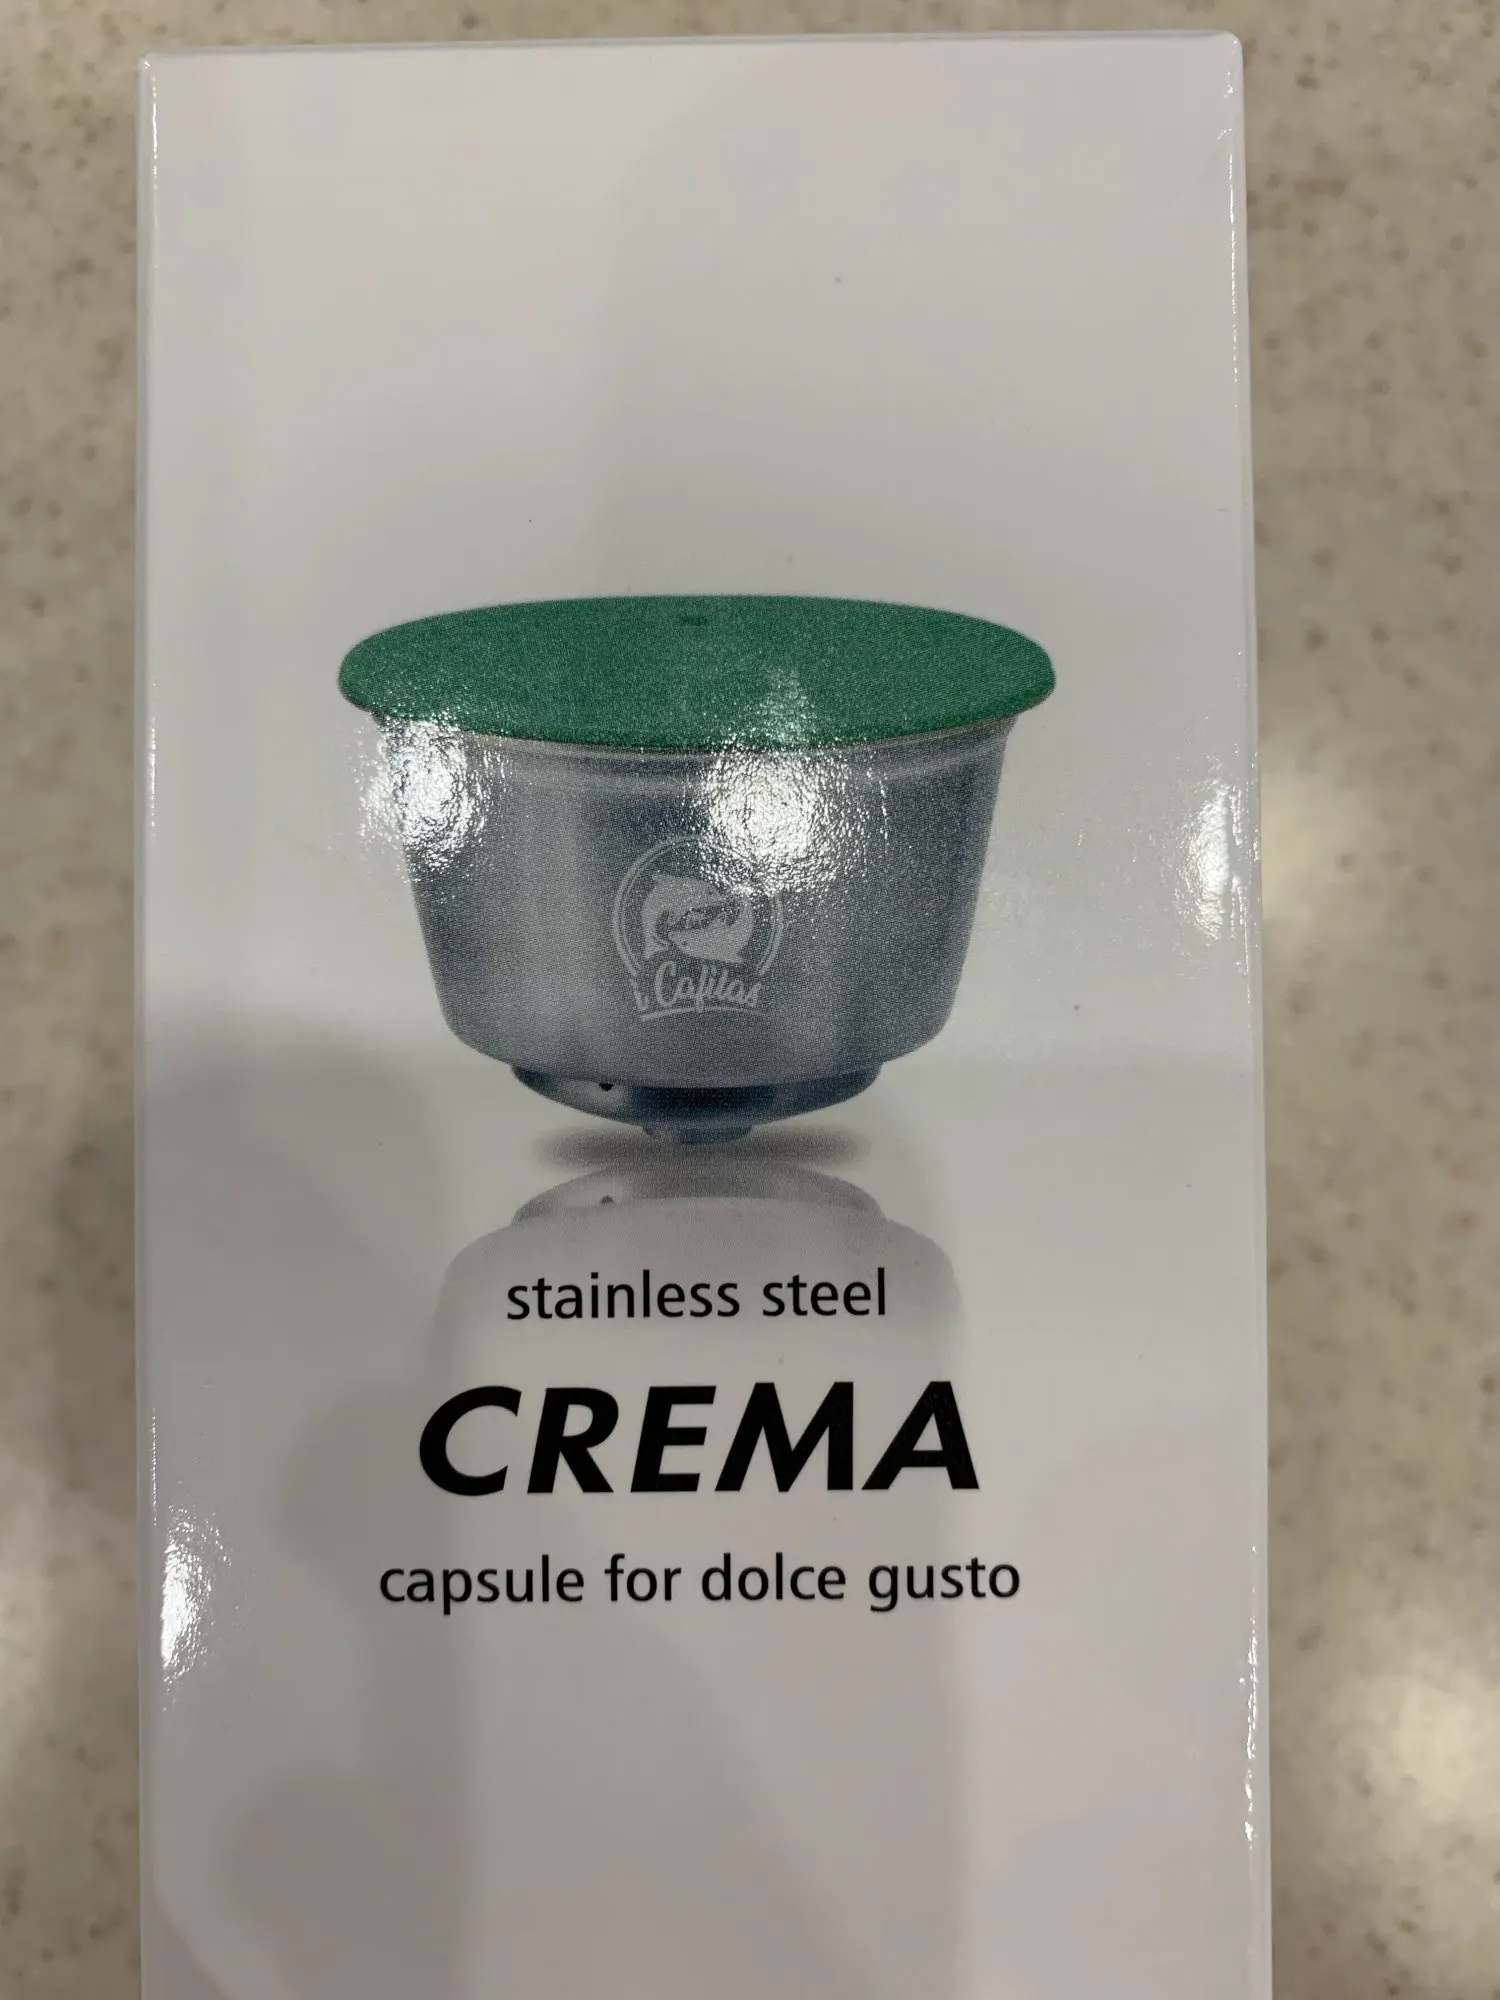 i Cafilas
stainless steel
CREMA
capsule for dolce gusto